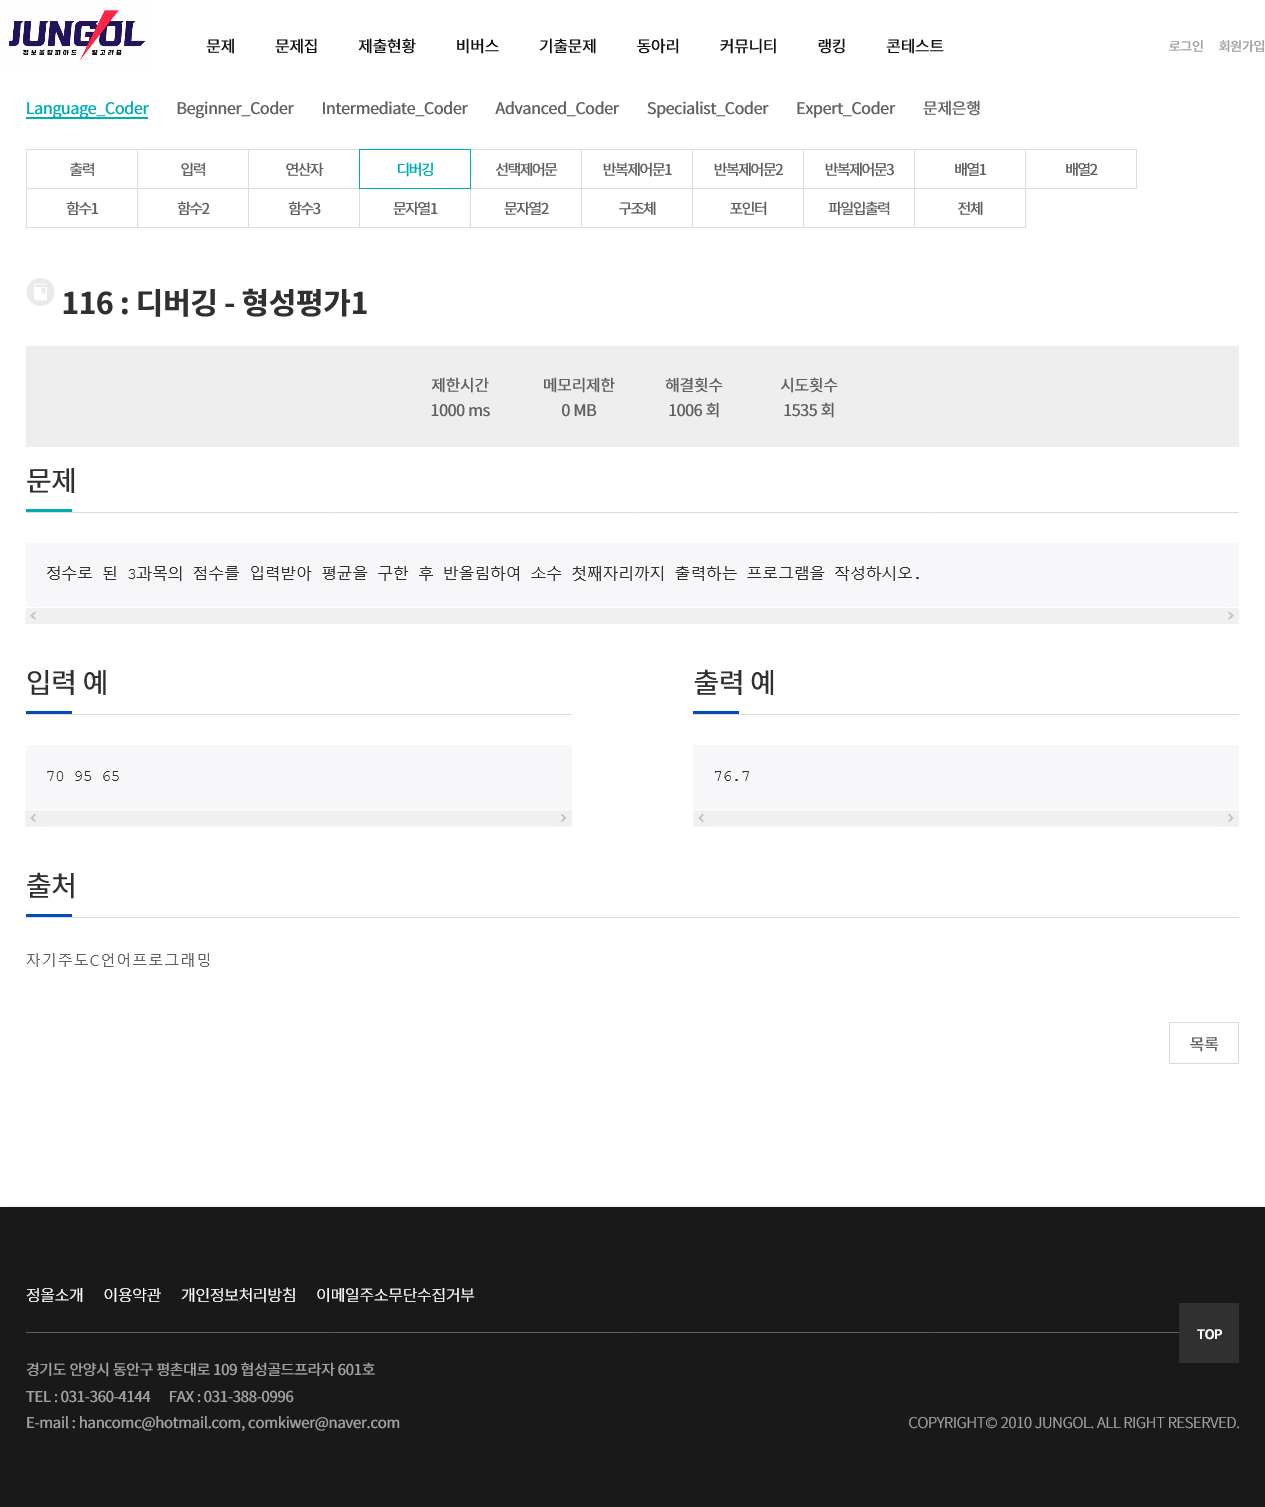 JUNGOL
정보올림피아드 알고리즘
문제 문제집 제출현황 비버스 기출문제 동아리 커뮤니티 랭킹 콘테스트 로그인 회원가입
Language_Coder Beginner_Coder Intermediate_Coder Advanced_Coder Specialist_Coder Expert_Coder 문제은행
출력 입력 연산자 디버깅 선택제어문 반복제어문1 반복제어문2 반복제어문3 배열1 배열2
함수1 함수2 함수3 문자열1 문자열2 구조체 포인터 파일입출력 전체
116 : 디버깅 - 형성평가1
제한시간 메모리제한 해결횟수 시도횟수
1000 ms 0 MB 1006 회 1535 회
문제
정수로 된 3과목의 점수를 입력받아 평균을 구한 후 반올림하여 소수 첫째자리까지 출력하는 프로그램을 작성하시오.
입력 예 출력 예
70 95 65 76.7
출처
자기주도C언어프로그래밍
목록
정올소개 이용약관 개인정보처리방침 이메일주소무단수집거부
TOP
경기도 안양시 동안구 평촌대로 109 협성골드프라자 601호
TEL : 031-360-4144 FAX : 031-388-0996
E-mail : hancomc@hotmail.com, comkiwer@naver.com COPYRIGHT© 2010 JUNGOL. ALL RIGHT RESERVED.